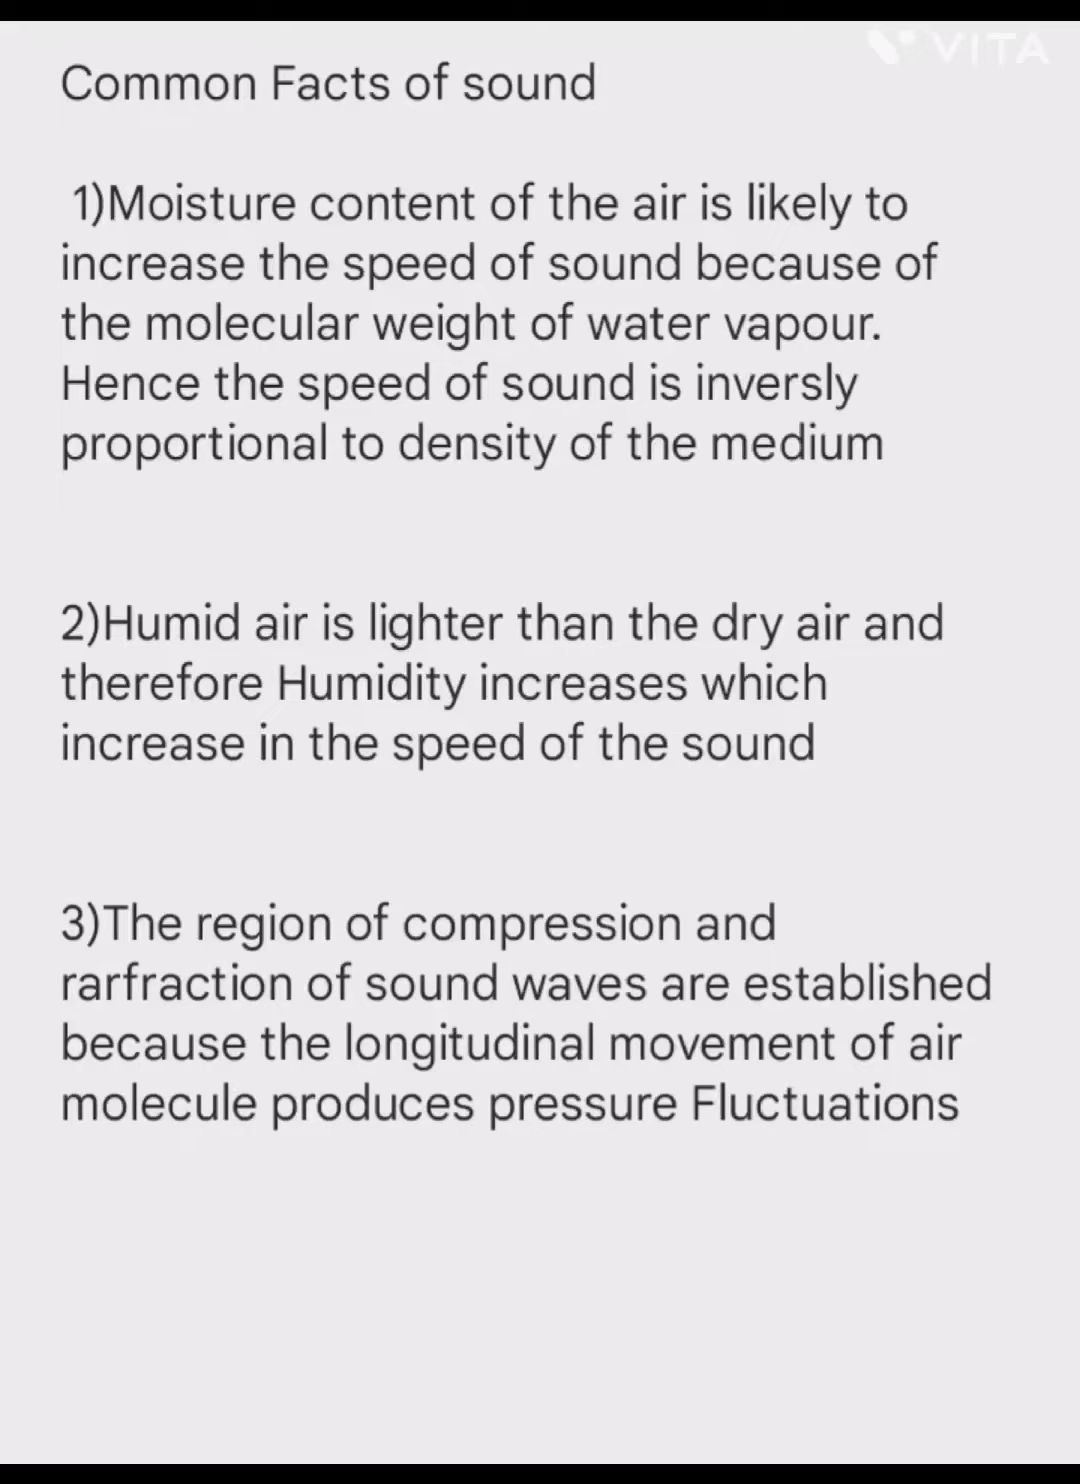 VITA
Common Facts of sound
1)Moisture content of the air is likely to
increase the speed of sound because of
the molecular weight of water vapour.
Hence the speed of sound is inversly
proportional to density of the medium
2)Humid air is lighter than the dry air and
therefore Humidity increases which
increase in the speed of the sound
3)The region of compression and
rarfraction of sound waves are established
because the longitudinal movement of air
molecule produces pressure Fluctuations